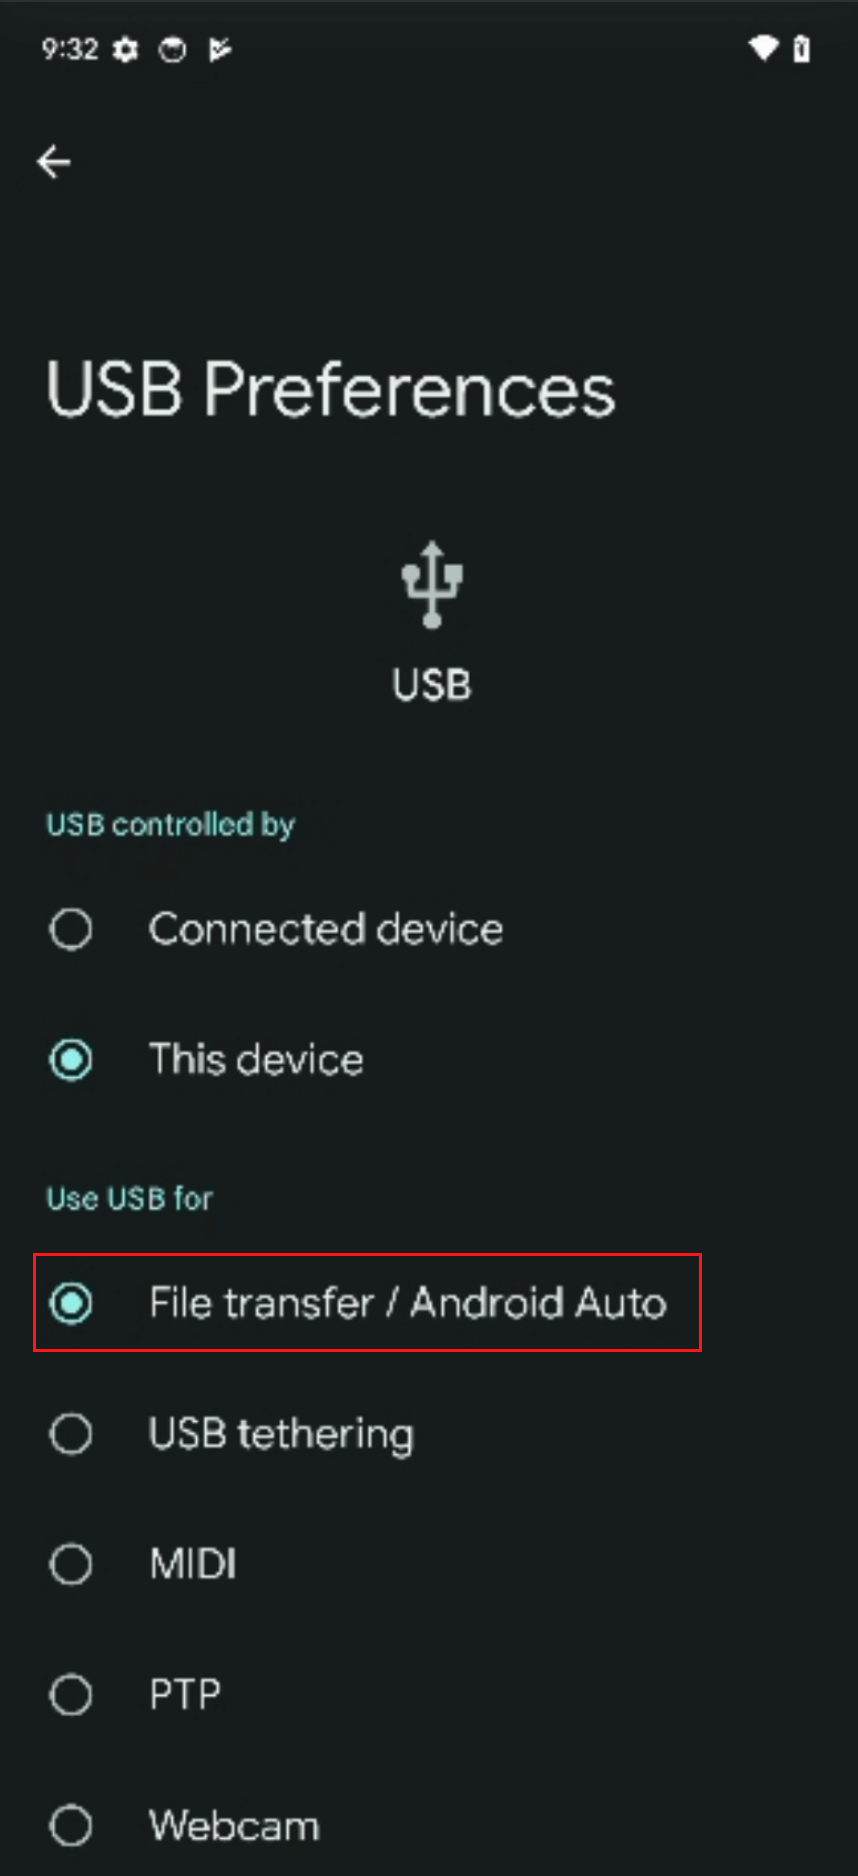 9:32
USB Preferences
USB
USB controlled by
Connected device
This device
Use USB for
File transfer / Android Auto
USB tethering
MIDI
PTP
Webcam